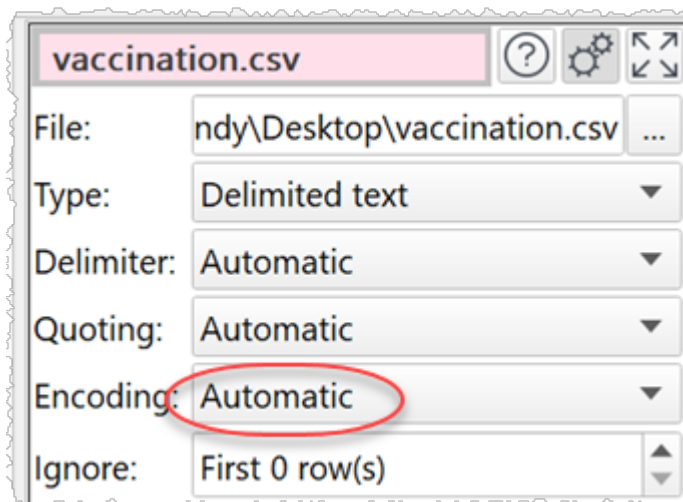 vaccination.csv ?
File: ndy\Desktop\vaccination.csv ...
Type: Delimited text
Delimiter: Automatic
Quoting: Automatic
Encoding: Automatic
Ignore: First 0 row(s)